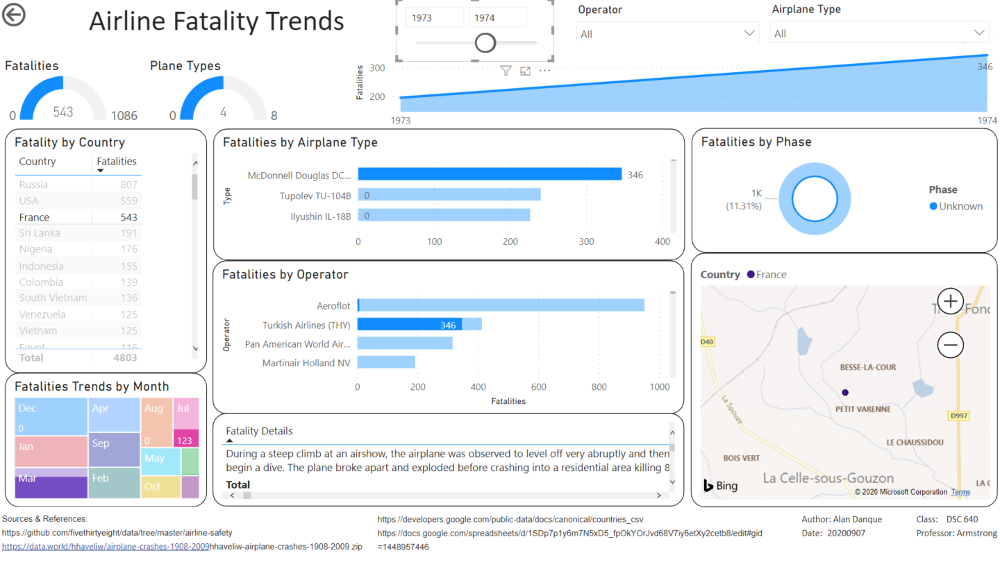 Airline Fatality Trends
1973
1974
Operator
All
Airplane Type
All
Fatalities
0
543
1086
Plane Types
0
4
8
Fatalities
300
200
346
1973
1974
Fatality by Country
Country Fatalities
Russia 807
USA 559
France 543
Sri Lanka 191
Nigeria 176
Indonesia 155
Colombia 139
South Vietnam 136
Venezuela 125
Vietnam 125
Egypt 116
Total 4803
Fatalities by Airplane Type
Type
McDonnell Douglas DC... 346
Tupolev TU-104B 0
Ilyushin IL-18B 0
0 100 200 300 400
Fatalities by Phase
1K
(11.31%)
Phase
Unknown
Fatalities by Operator
Operator
Aeroflot
Turkish Airlines (THY) 346
Pan American World Air...
Martinair Holland NV
0 200 400 600 800 1000
Fatalities
Country France
D40
BESSE-LA-COUR
La Spouze
PETIT VARENNE
D997
LE CHAUSSIDOU
BOIS VERT
La Celle-sous-Gouzon
LA C
Bing
© 2020 Microsoft Corporation Terms
Fatalities Trends by Month
Dec
0
Jan
Mar
Apr
Sep
Feb
Aug
0
Jul
123
May
Oct
Fatality Details
During a steep climb at an airshow, the airplane was observed to level off very abruptly and then
begin a dive. The plane broke apart and exploded before crashing into a residential area killing 8
Total
Sources & References:
https://github.com/fivethirtyeight/data/tree/master/airline-safety
https://data.world/hhaveliw/airplane-crashes-1908-2009hhaveliw-airplane-crashes-1908-2009.zip
https://developers.google.com/public-data/docs/canonical/countries_csv
https://docs.google.com/spreadsheets/d/1SDp7p1y6m7N5xD5_fpOkYOrJvd68V7iy6etXy2cetb8/edit#gid
=1448957446
Author: Alan Danque
Date: 20200907
Class: DSC 640
Professor: Armstrong